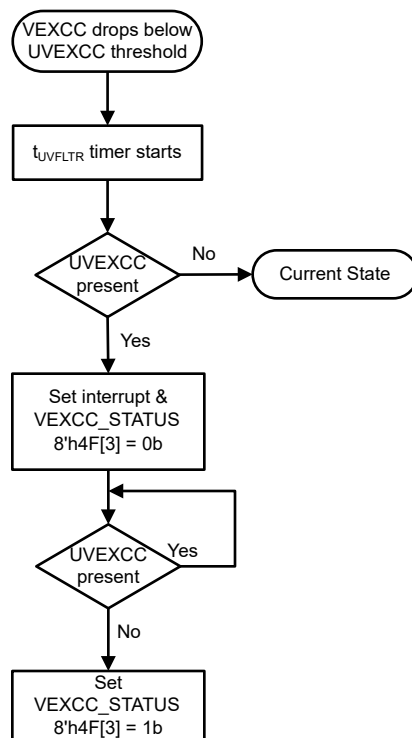 VEXCC drops below
UVEXCC threshold
tUVFLTR timer starts
UVEXCC
present
No
Current State
Yes
Set interrupt &
VEXCC_STATUS
8'h4F[3] = 0b
UVEXCC
present
Yes
No
Set
VEXCC_STATUS
8'h4F[3] = 1b